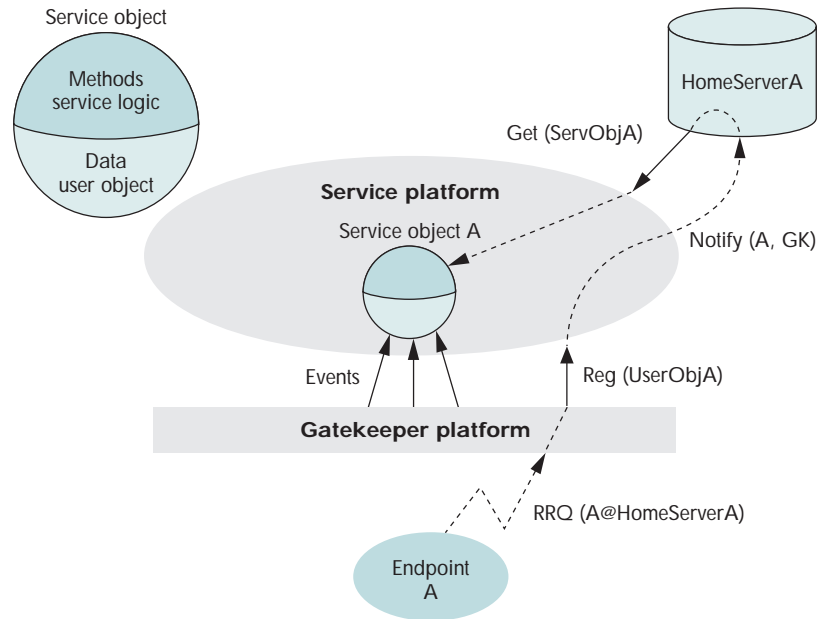 Service object
Methods
service logic
Data
user object
HomeServerA
Get (ServObjA)
Service platform
Service object A
Notify (A, GK)
Events
Reg (UserObjA)
Gatekeeper platform
RRQ (A@HomeServerA)
Endpoint
A